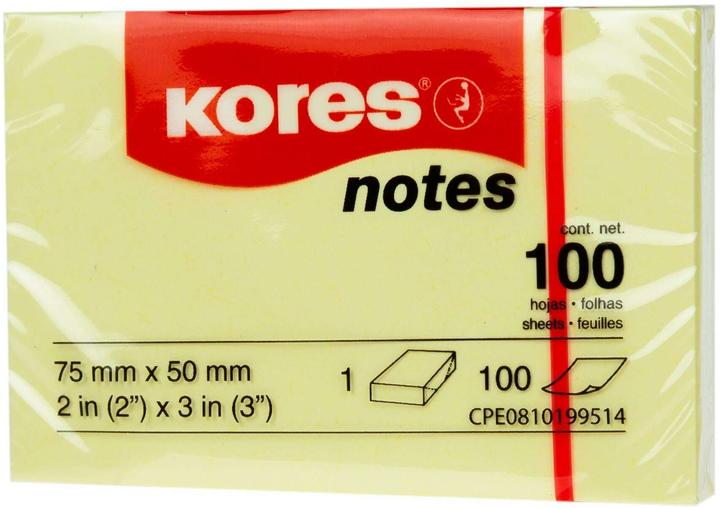 Kores®
notes
cont. net.
100
hojas • folhas
sheets • feuilles
75 mm x 50 mm
2 in (2”) x 3 in (3”)
1
100
CPE0810199514